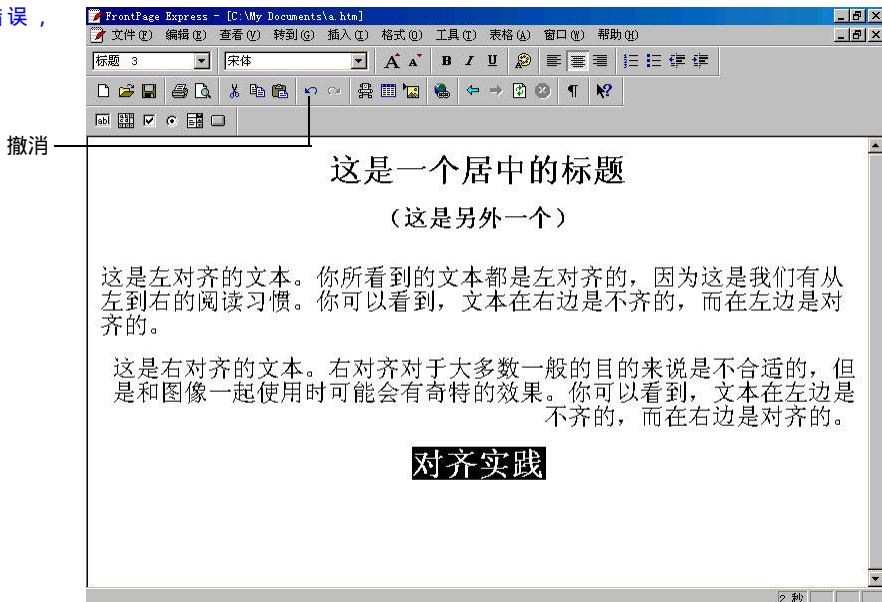 错误，
FrontPage Express - [C:\My Documents\a.htm]
文件(F) 编辑(E) 查看(V) 转到(G) 插入(I) 格式(O) 工具(T) 表格(A) 窗口(W) 帮助(H)
标题 3 宋体
撤消
这是一个居中的标题
（这是另外一个）
这是左对齐的文本。你所看到的文本都是左对齐的，因为这是我们有从
左到右的阅读习惯。你可以看到，文本在右边是不齐的，而在左边是对
齐的。
这是右对齐的文本。右对齐对于大多数一般的目的来说是不合适的，但
是和图像一起使用时可能会有奇特的效果。你可以看到，文本在左边是
不齐的，而在右边是对齐的。
对齐实践
2 秒